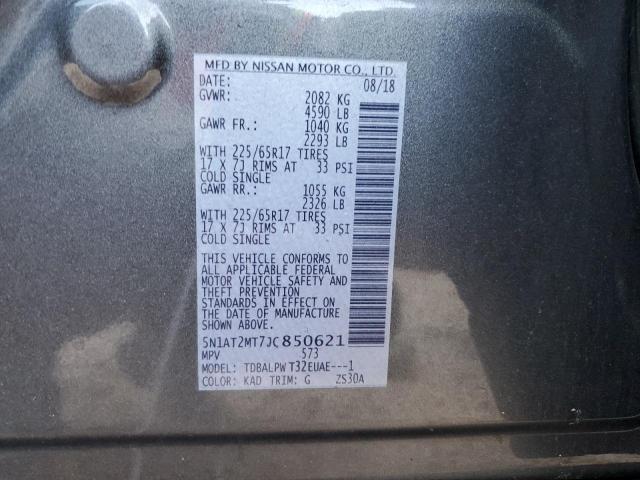 MFD BY NISSAN MOTOR CO., LTD.
DATE: 08/18
GVWR: 2082 KG
4590 LB
GAWR FR.: 1040 KG
2293 LB
WITH 225/65R17 TIRES
17 X 7J RIMS AT 33 PSI
COLD SINGLE
GAWR RR.: 1055 KG
2326 LB
WITH 225/65R17 TIRES
17 X 7J RIMS AT 33 PSI
COLD SINGLE
THIS VEHICLE CONFORMS TO
ALL APPLICABLE FEDERAL
MOTOR VEHICLE SAFETY AND
THEFT PREVENTION
STANDARDS IN EFFECT ON
THE DATE OF MANUFACTURE
SHOWN ABOVE.
5N1AT2MT7JC850621
MPV 573
MODEL: TDBALPW T32EUAE---1
COLOR: KAD TRIM: G ZS30A